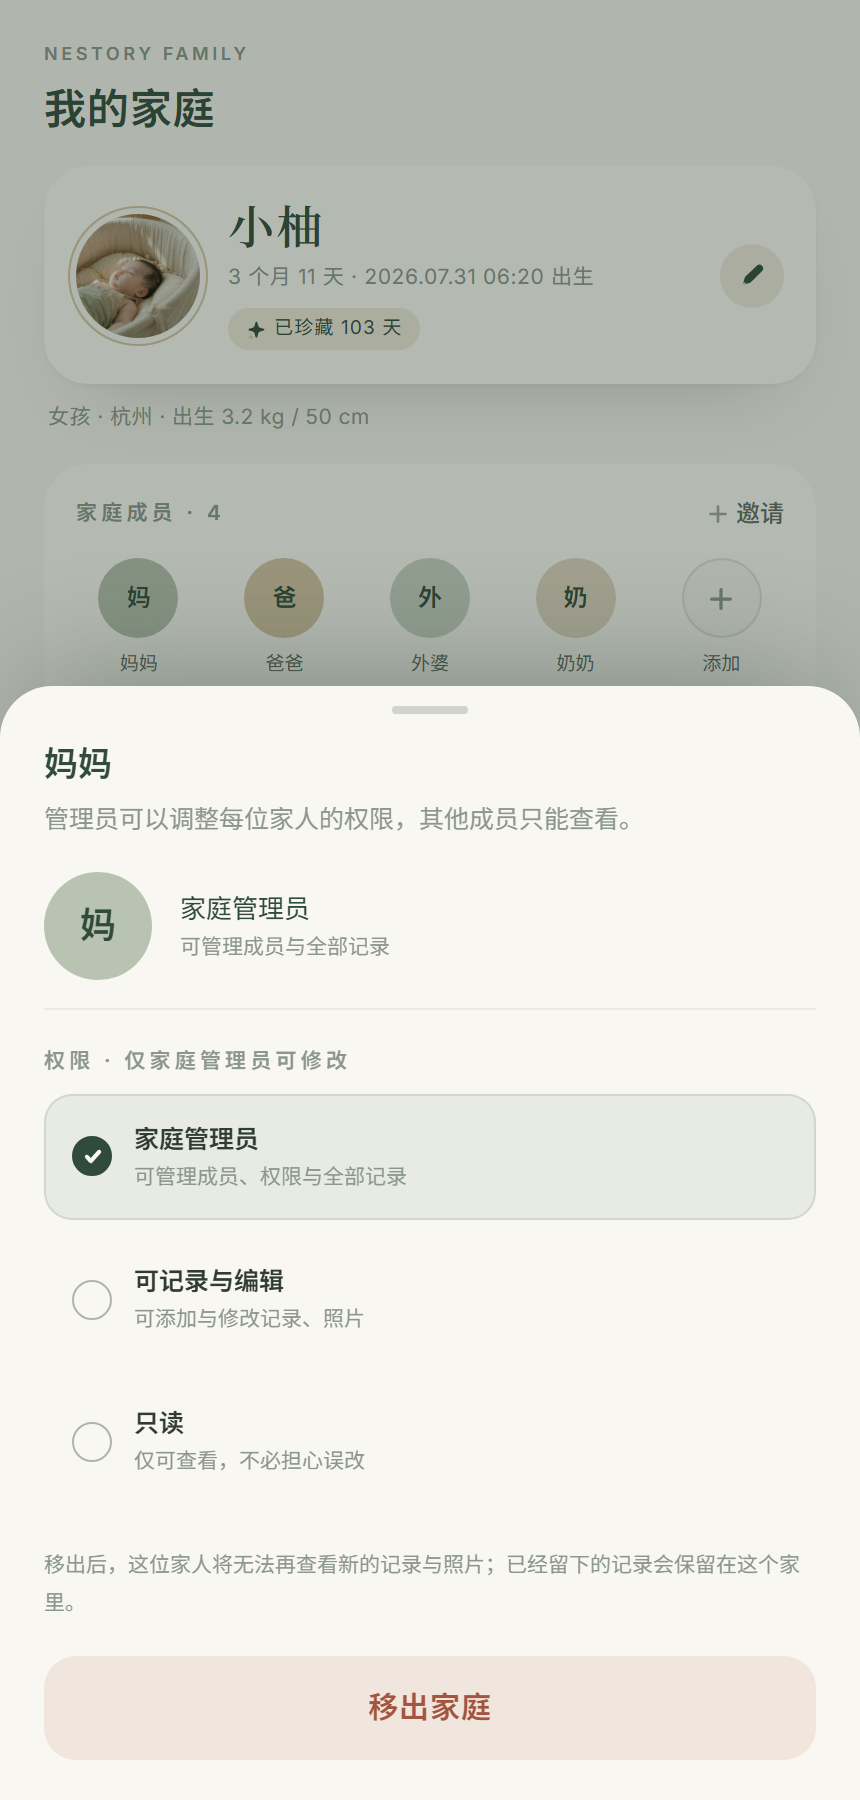 NESTORY FAMILY
我的家庭
小柚
3 个月 11 天 · 2026.07.31 06:20 出生
已珍藏 103 天
女孩 · 杭州 · 出生 3.2 kg / 50 cm
家庭成员 · 4
+ 邀请
妈
爸
外
奶
+
妈妈
爸爸
外婆
奶奶
添加
妈妈
管理员可以调整每位家人的权限，其他成员只能查看。
妈
家庭管理员
可管理成员与全部记录
权限 · 仅家庭管理员可修改
家庭管理员
可管理成员、权限与全部记录
可记录与编辑
可添加与修改记录、照片
只读
仅可查看，不必担心误改
移出后，这位家人将无法再查看新的记录与照片；已经留下的记录会保留在这个家
里。
移出家庭